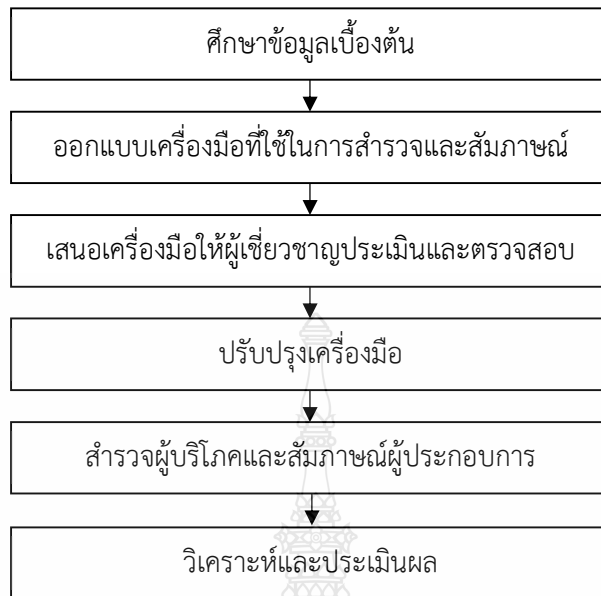 ศึกษาข้อมูลเบื้องต้น
ออกแบบเครื่องมือที่ใช้ในการสำรวจและสัมภาษณ์
เสนอเครื่องมือให้ผู้เชี่ยวชาญประเมินและตรวจสอบ
ปรับปรุงเครื่องมือ
สำรวจผู้บริโภคและสัมภาษณ์ผู้ประกอบการ
วิเคราะห์และประเมินผล